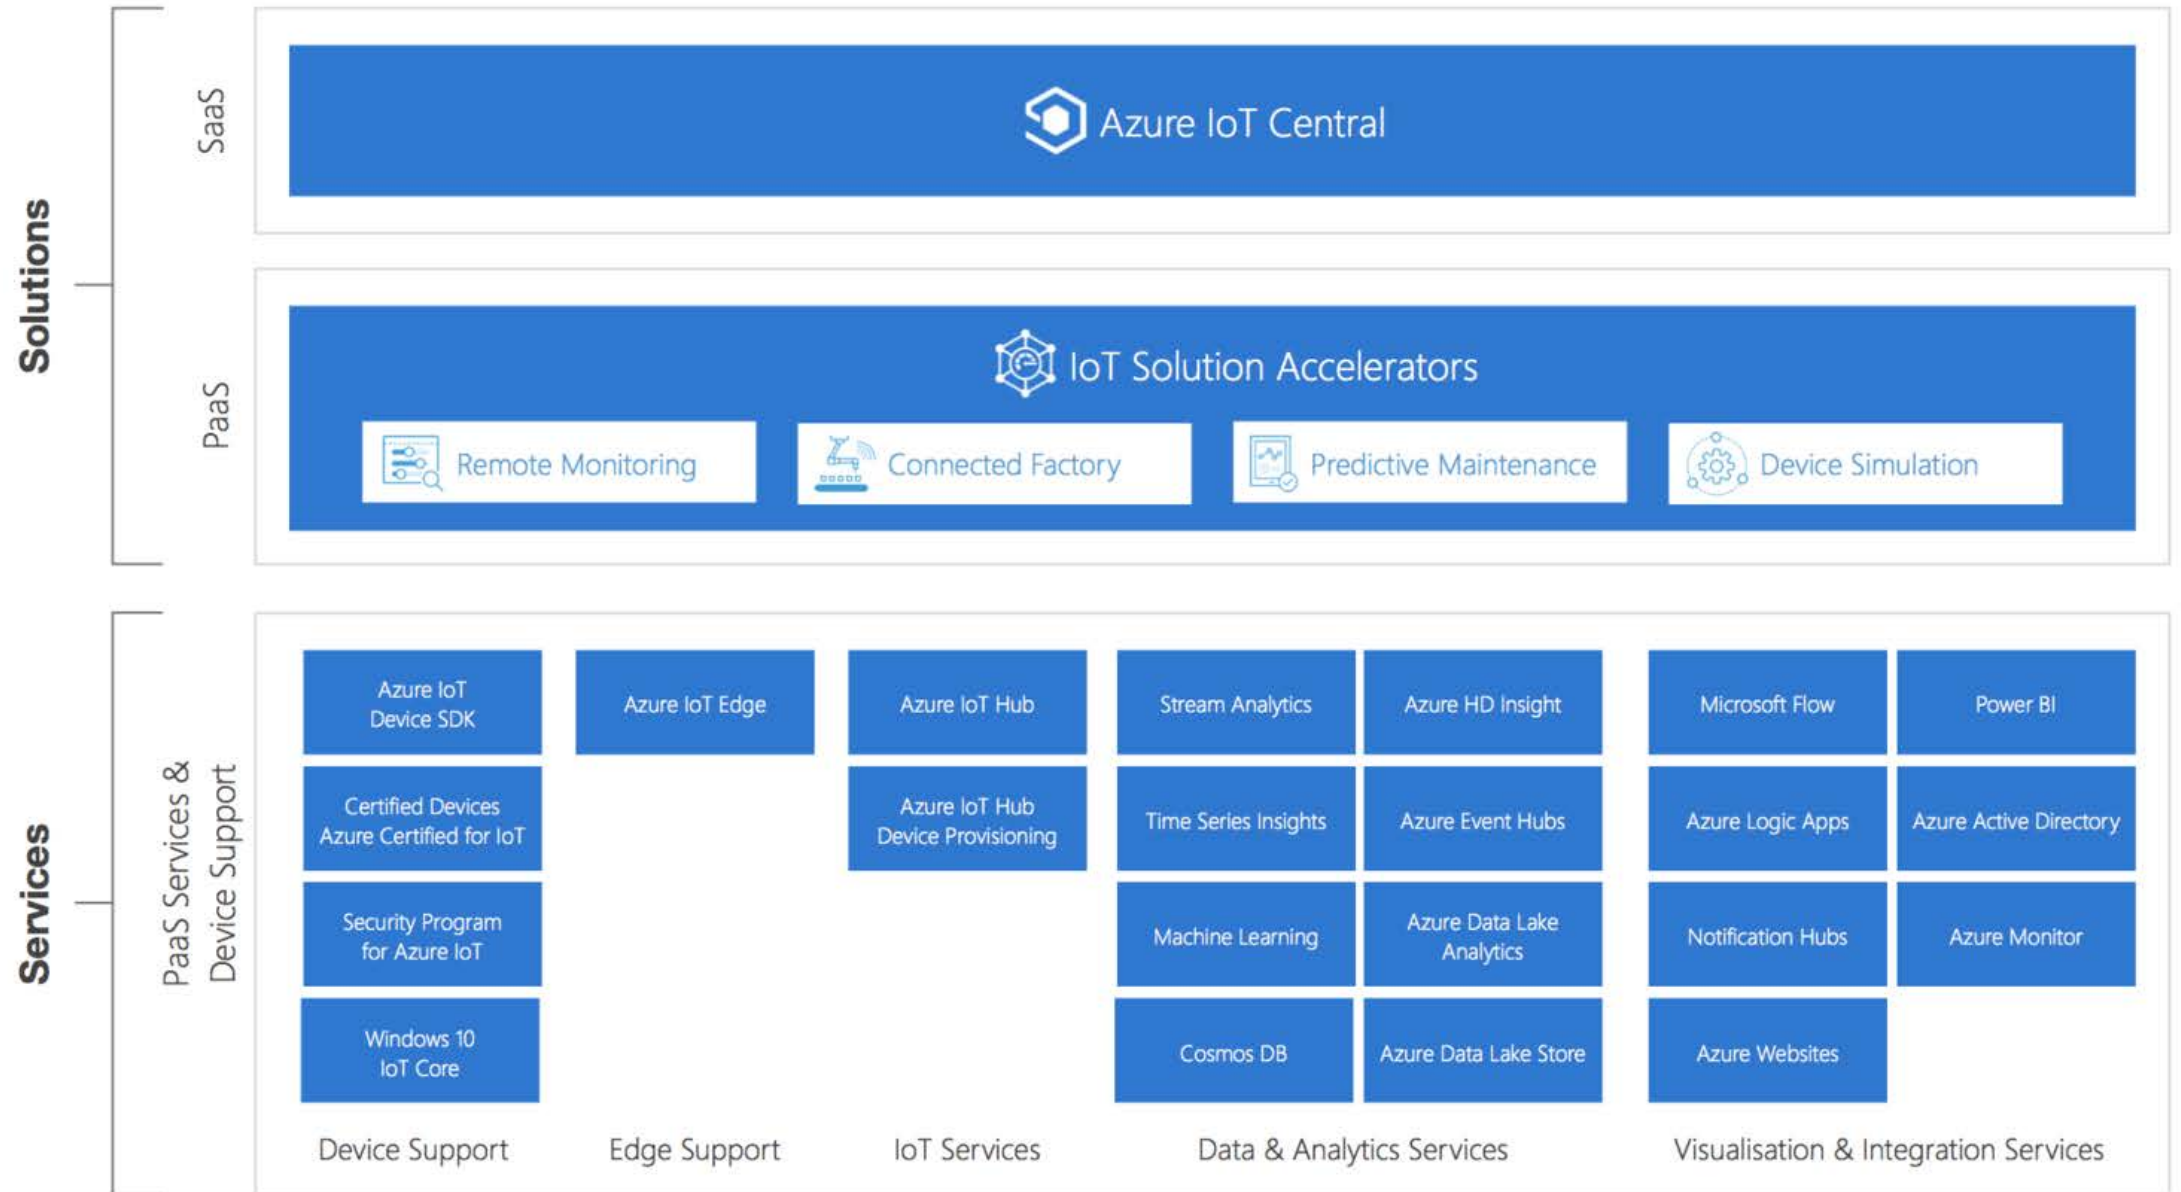 Solutions
SaaS
Azure IoT Central
PaaS
IoT Solution Accelerators
Remote Monitoring
Connected Factory
Predictive Maintenance
Device Simulation
Services
PaaS Services &
Device Support
Azure IoT
Device SDK
Certified Devices
Azure Certified for IoT
Security Program
for Azure IoT
Windows 10
IoT Core
Device Support
Azure IoT Edge
Edge Support
Azure IoT Hub
Azure IoT Hub
Device Provisioning
IoT Services
Stream Analytics
Azure HD Insight
Time Series Insights
Azure Event Hubs
Machine Learning
Azure Data Lake
Analytics
Cosmos DB
Azure Data Lake Store
Data & Analytics Services
Microsoft Flow
Power BI
Azure Logic Apps
Azure Active Directory
Notification Hubs
Azure Monitor
Azure Websites
Visualisation & Integration Services